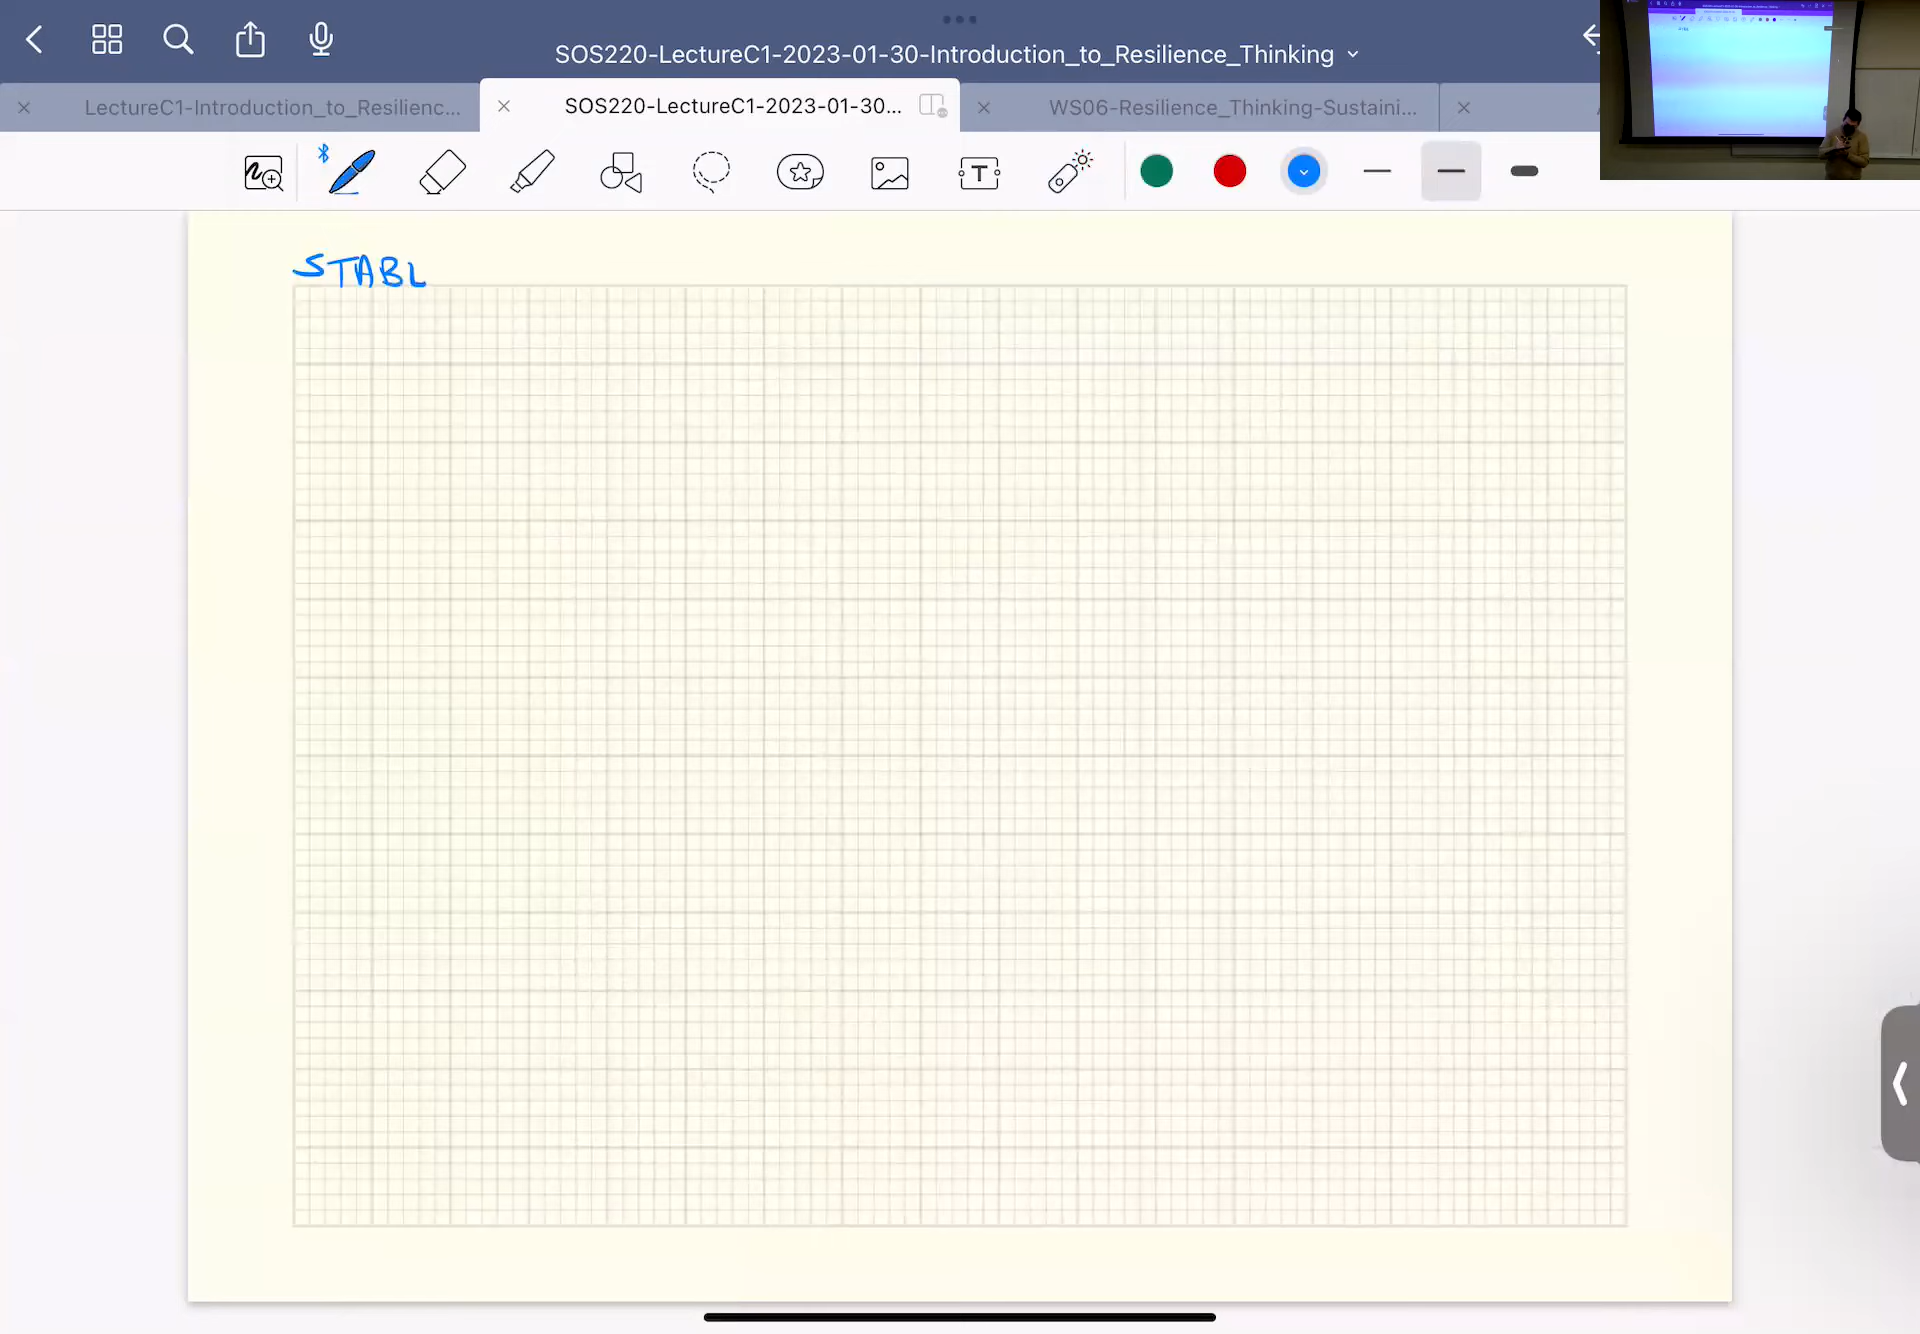 SOS220-LectureC1-2023-01-30-Introduction_to_Resilience_Thinking
LectureC1-Introduction_to_Resilienc...
SOS220-LectureC1-2023-01-30...
WS06-Resilience_Thinking-Sustaini...
T
STABL